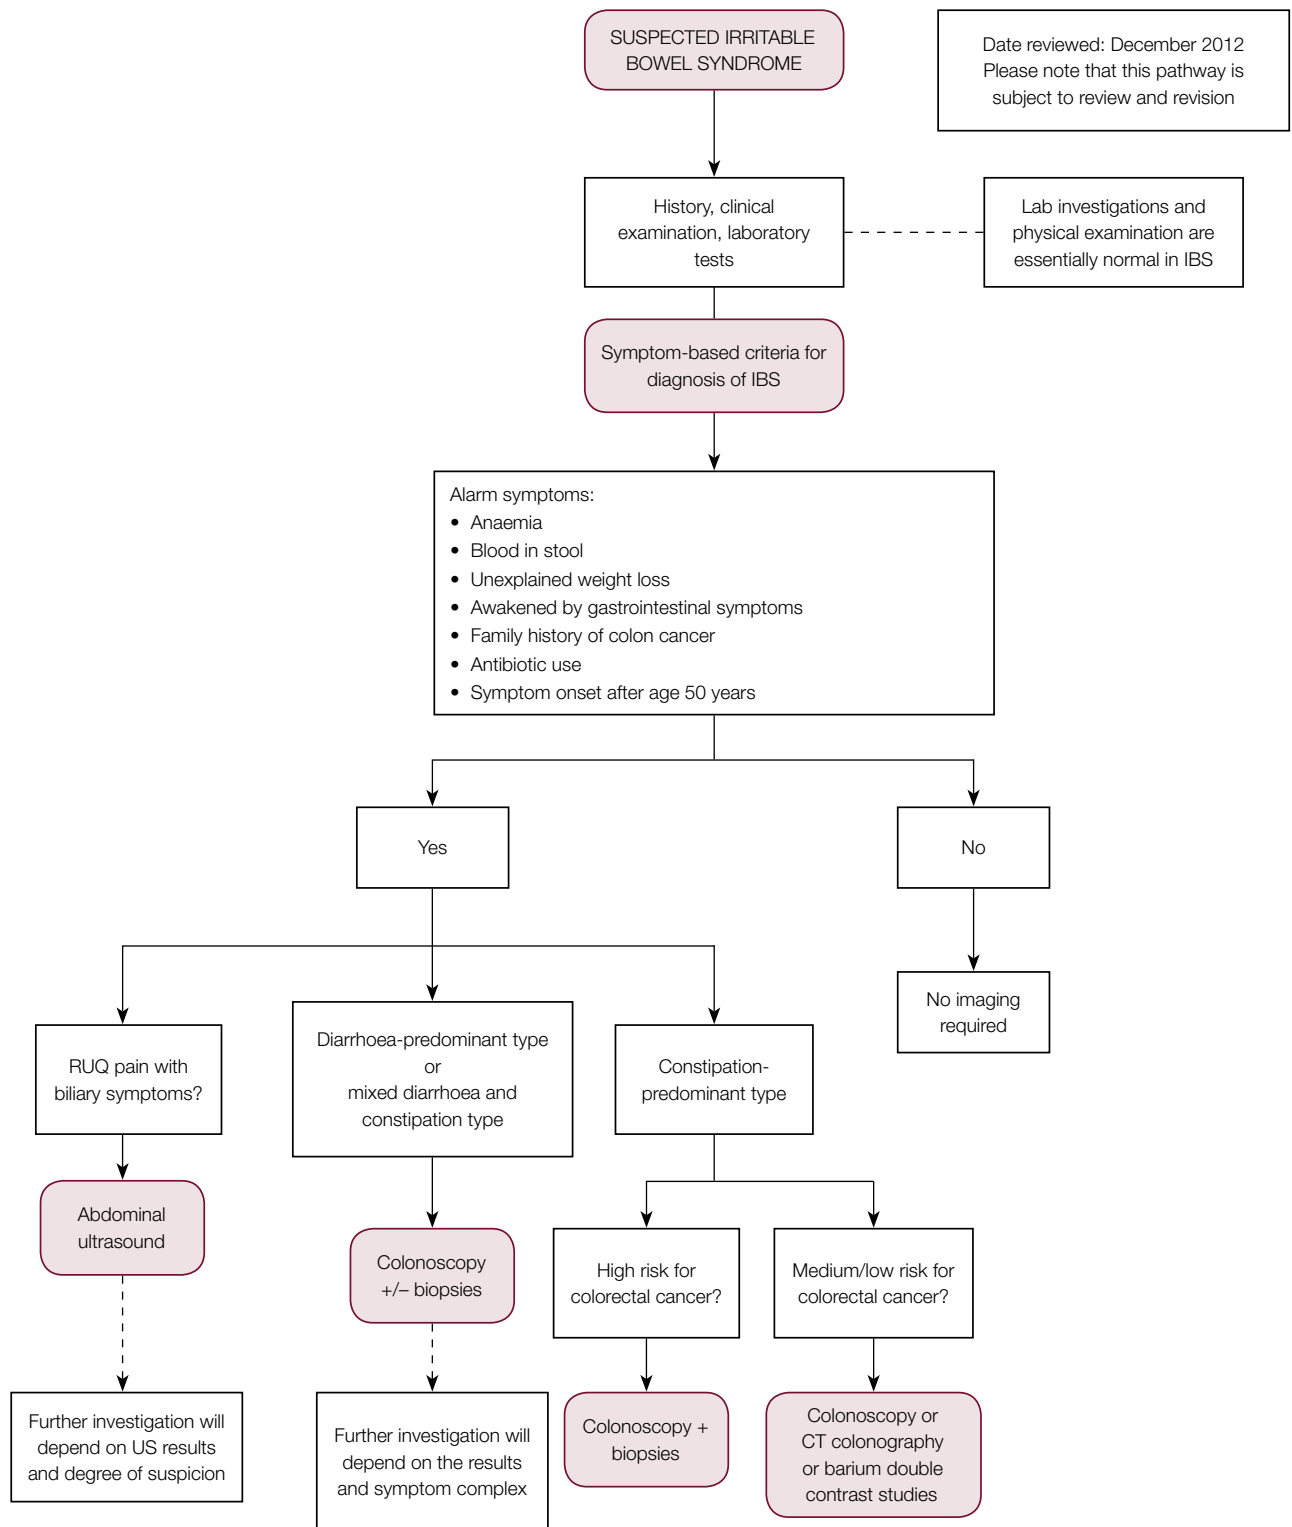 SUSPECTED IRRITABLE
BOWEL SYNDROME
Date reviewed: December 2012
Please note that this pathway is
subject to review and revision
History, clinical
examination, laboratory
tests
Lab investigations and
physical examination are
essentially normal in IBS
Symptom-based criteria for
diagnosis of IBS
Alarm symptoms:
• Anaemia
• Blood in stool
• Unexplained weight loss
• Awakened by gastrointestinal symptoms
• Family history of colon cancer
• Antibiotic use
• Symptom onset after age 50 years
Yes
No
No imaging
required
RUQ pain with
biliary symptoms?
Diarrhoea-predominant type
or
mixed diarrhoea and
constipation type
Constipation-
predominant type
Abdominal
ultrasound
Colonoscopy
+/– biopsies
High risk for
colorectal cancer?
Medium/low risk for
colorectal cancer?
Further investigation will
depend on US results
and degree of suspicion
Further investigation will
depend on the results
and symptom complex
Colonoscopy +
biopsies
Colonoscopy or
CT colonography
or barium double
contrast studies